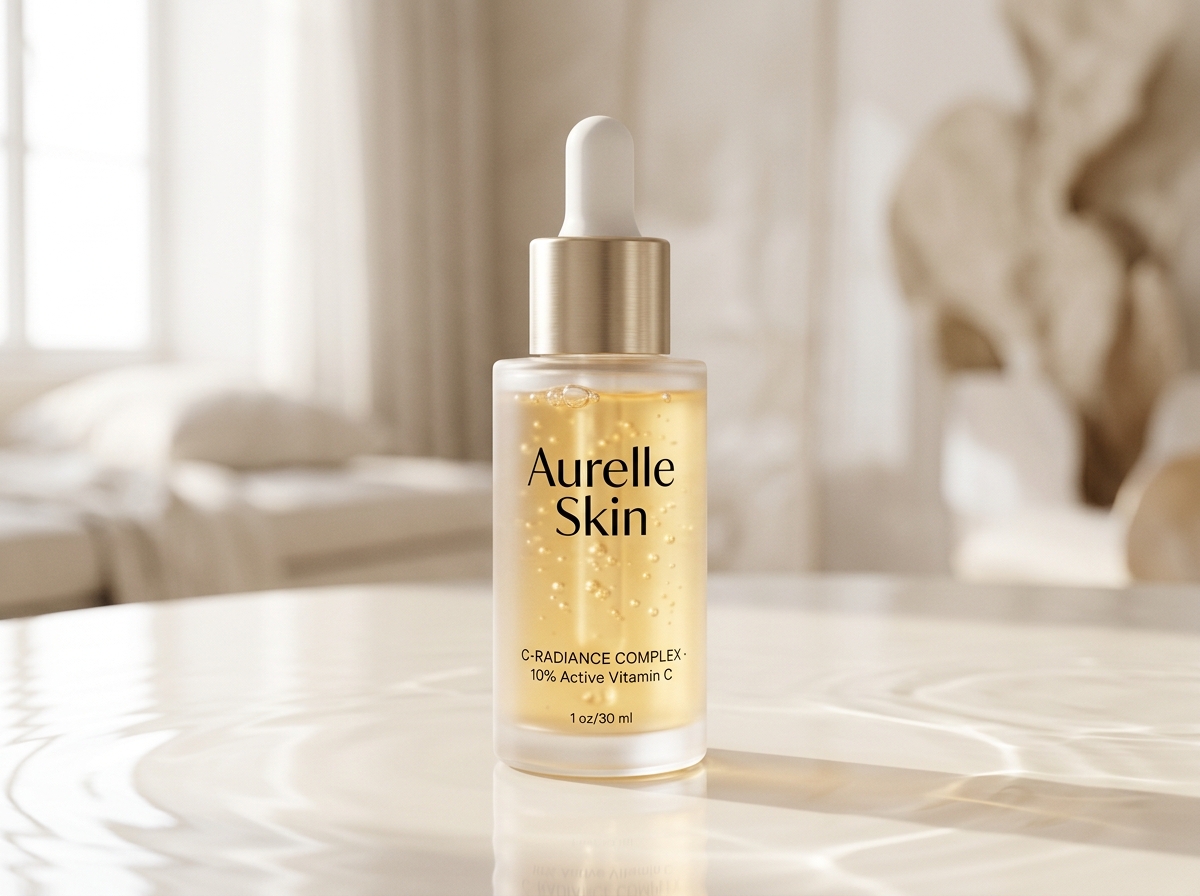 Aurelle
Skin
C-RADIANCE COMPLEX·
10% Active Vitamin C
1 oz/30 ml